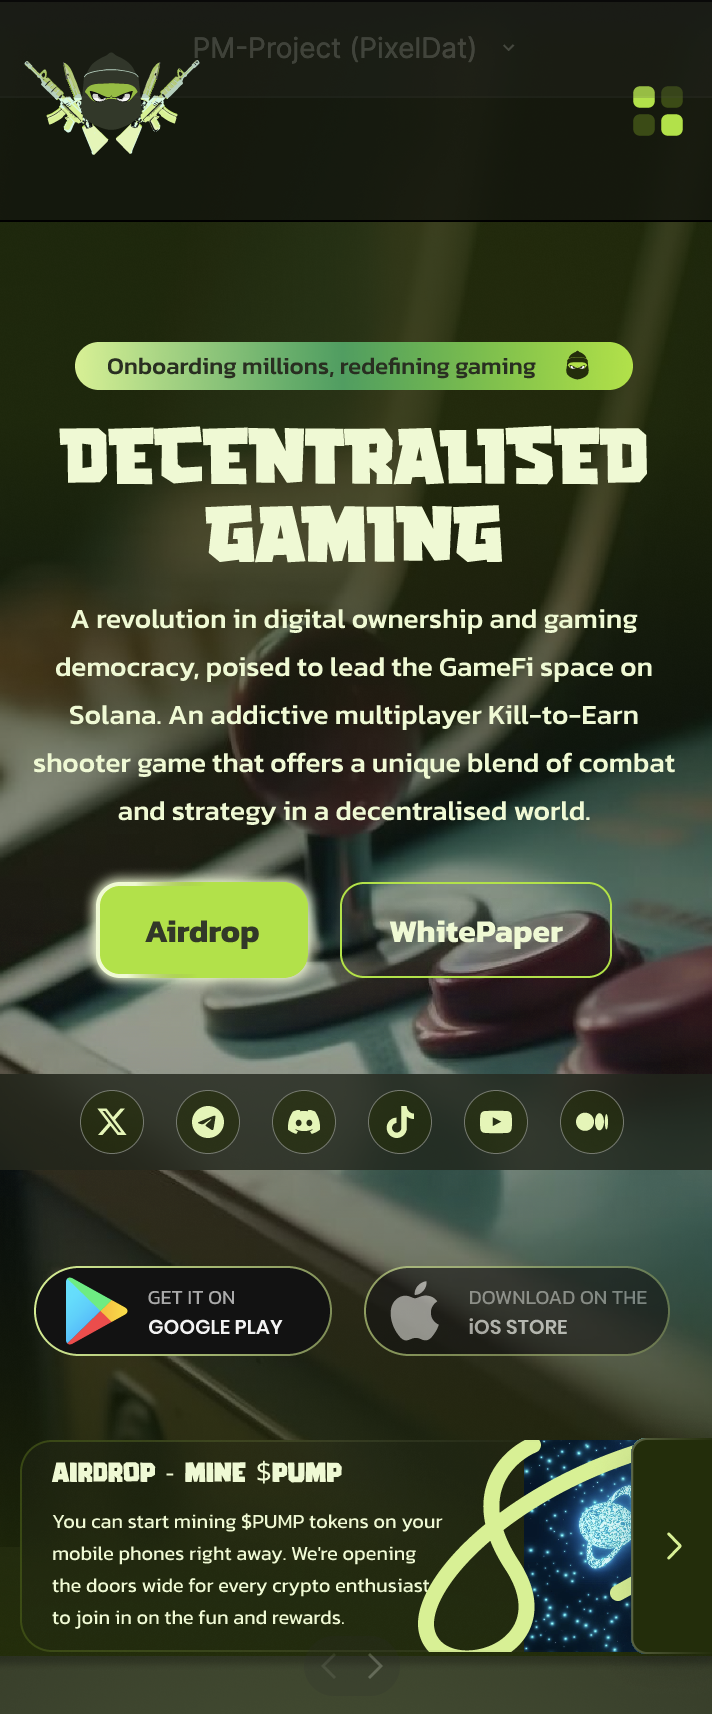 PM-Project (PixelDat)
Onboarding millions, redefining gaming
DECENTRALISED
GAMING
A revolution in digital ownership and gaming
democracy, poised to lead the GameFi space on
Solana. An addictive multiplayer Kill-to-Earn
shooter game that offers a unique blend of combat
and strategy in a decentralised world.
Airdrop
WhitePaper
GET IT ON
GOOGLE PLAY
DOWNLOAD ON THE
iOS STORE
AIRDROP - MINE $PUMP
You can start mining $PUMP tokens on your
mobile phones right away. We're opening
the doors wide for every crypto enthusiast
to join in on the fun and rewards.